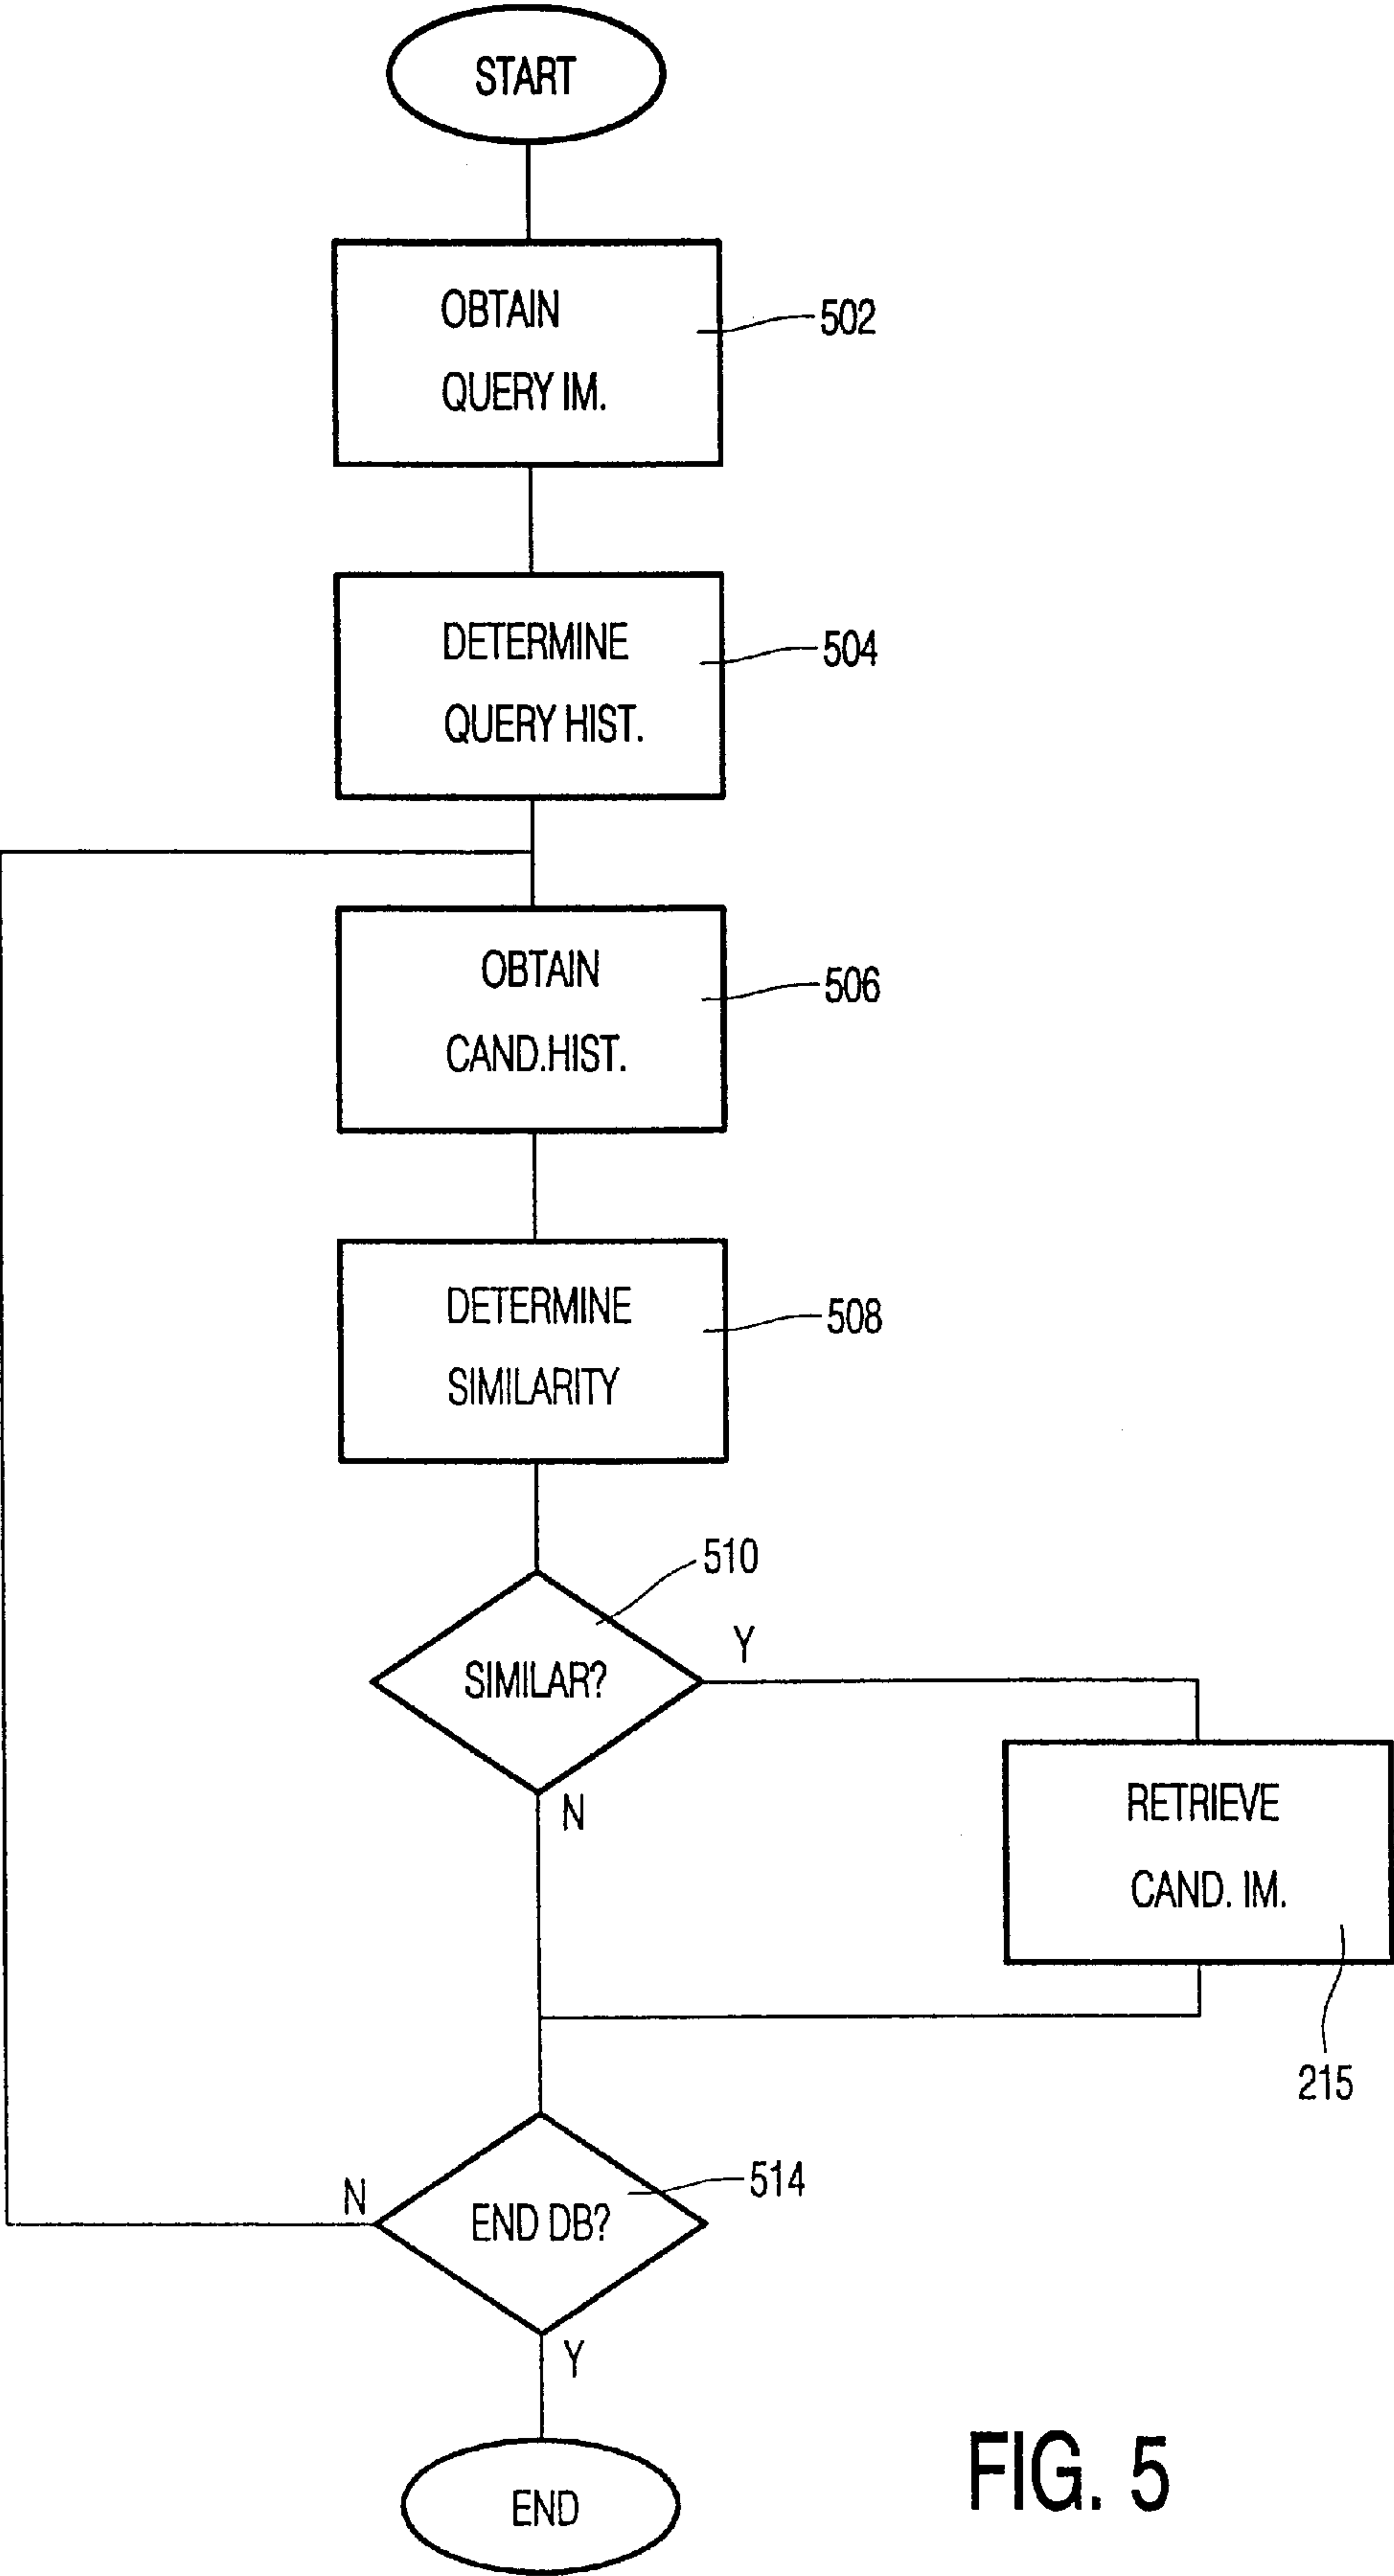 START
OBTAIN
QUERY IM.
502
DETERMINE
QUERY HIST.
504
OBTAIN
CAND.HIST.
506
DETERMINE
SIMILARITY
508
510
SIMILAR?
Y
N
RETRIEVE
CAND. IM.
215
514
N
END DB?
Y
END
FIG. 5